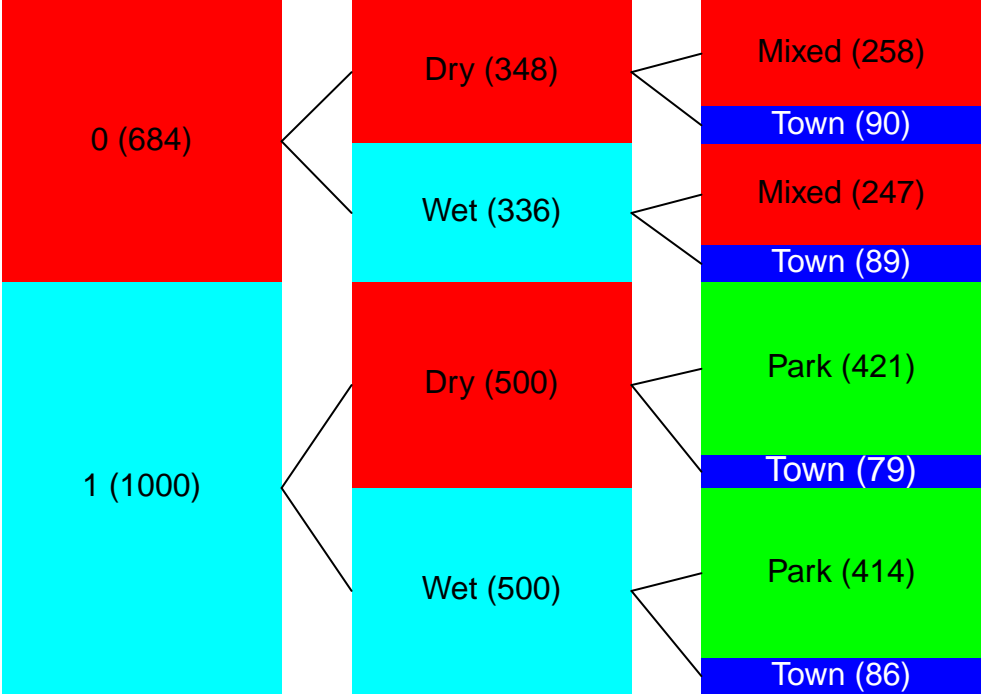 0 (684)
1 (1000)
Dry (348)
Wet (336)
Dry (500)
Wet (500)
Mixed (258)
Town (90)
Mixed (247)
Town (89)
Park (421)
Town (79)
Park (414)
Town (86)